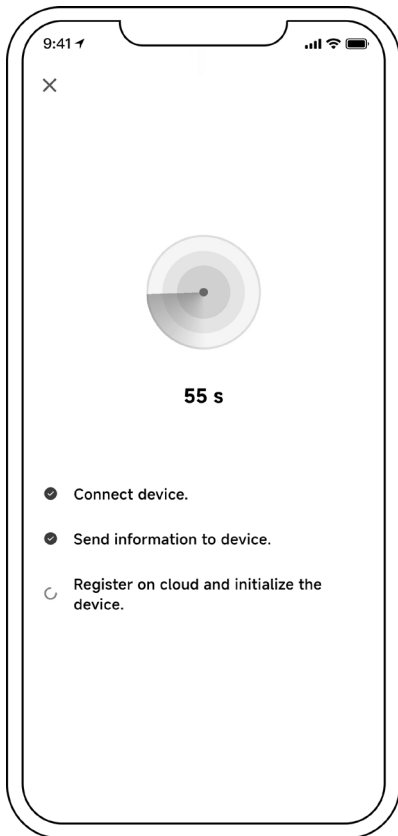 9:41
55 s
Connect device.
Send information to device.
Register on cloud and initialize the
device.